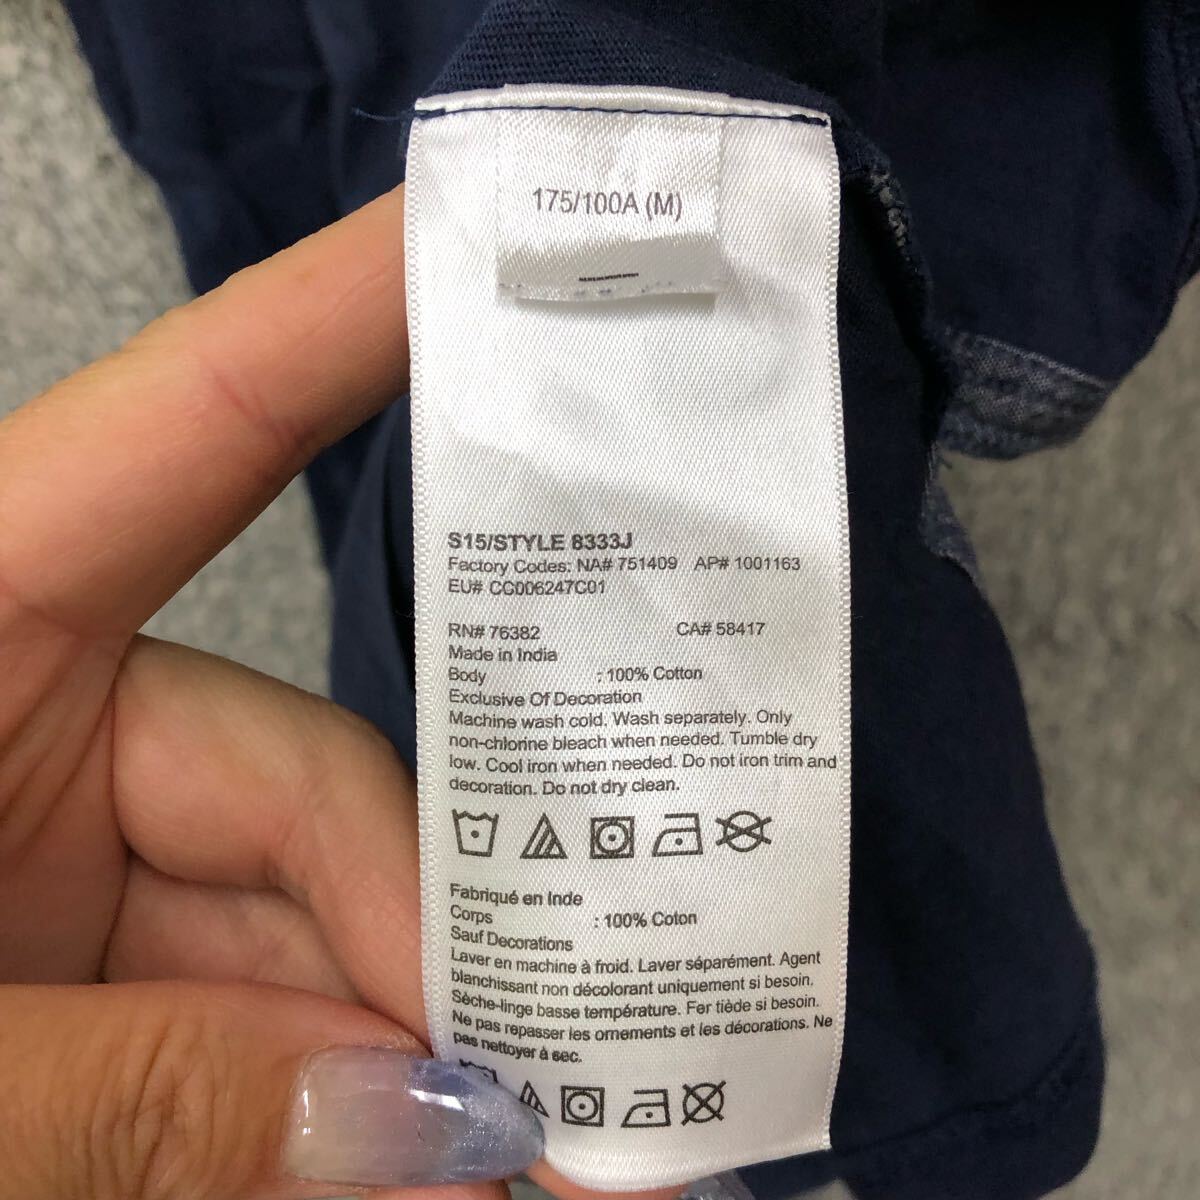 175/100A (M)
S15/STYLE 8333J
Factory Codes: NA# 751409 AP# 1001163
EU# CC006247C01
RN# 76382 CA# 58417
Made in India
Body : 100% Cotton
Exclusive Of Decoration
Machine wash cold. Wash separately. Only
non-chlorine bleach when needed. Tumble dry
low. Cool iron when needed. Do not iron trim and
decoration. Do not dry clean.
Fabriqué en Inde
Corps : 100% Coton
Sauf Decorations
Laver en machine à froid. Laver séparément. Agent
blanchissant non décolorant uniquement si besoin.
Sèche-linge basse température. Fer tiède si besoin.
Ne pas repasser les ornements et les décorations. Ne
pas nettoyer à sec.